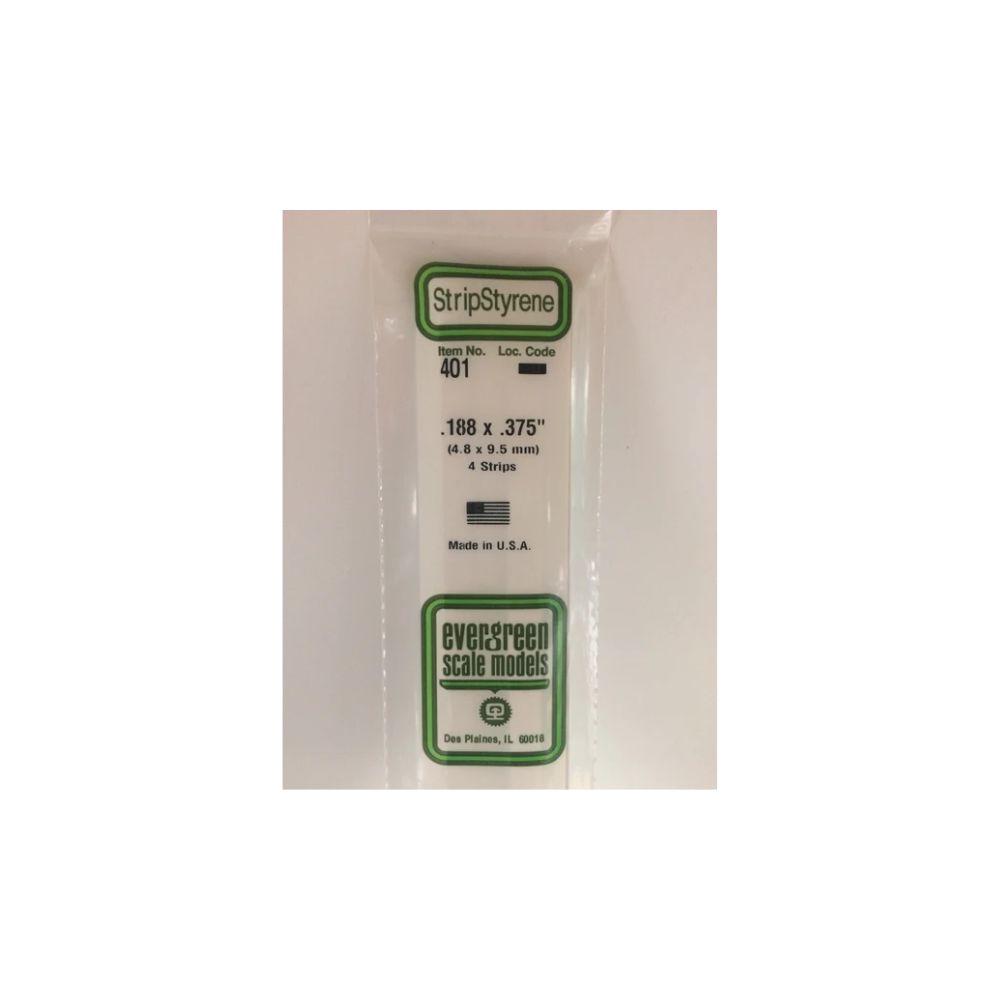 StripStyrene
Item No. Loc. Code
401
.188 x .375"
(4.8 x 9.5 mm)
4 Strips
Made in U.S.A.
evergreen
scale models
Des Plaines, IL 60018